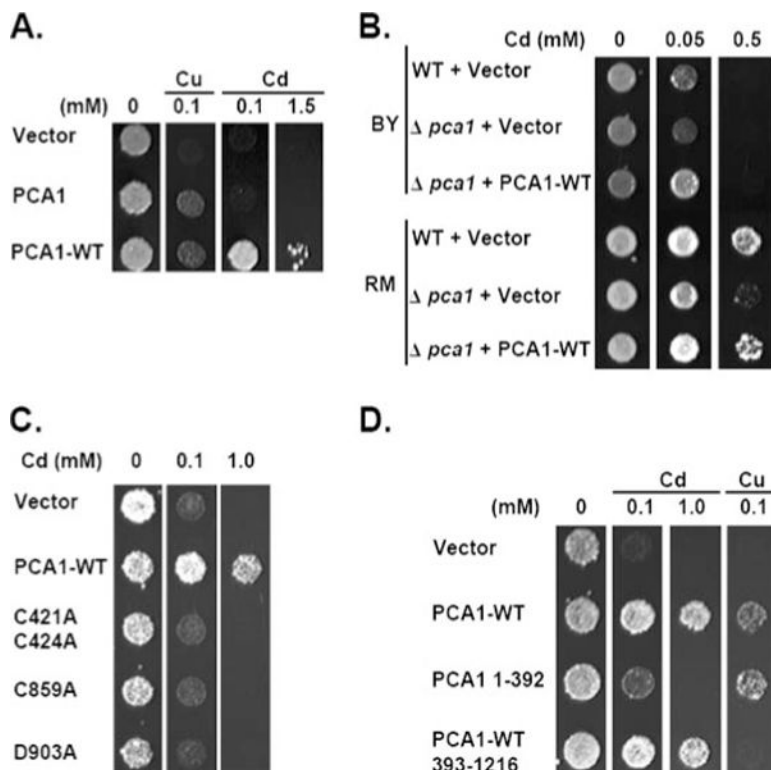 A.
Cu Cd
(mM) 0 0.1 0.1 1.5
Vector
PCA1
PCA1-WT
B.
Cd (mM) 0 0.05 0.5
BY
WT + Vector
Δ pca1 + Vector
Δ pca1 + PCA1-WT
RM
WT + Vector
Δ pca1 + Vector
Δ pca1 + PCA1-WT
C.
Cd (mM) 0 0.1 1.0
Vector
PCA1-WT
C421A
C424A
C859A
D903A
D.
Cd Cu
(mM) 0 0.1 1.0 0.1
Vector
PCA1-WT
PCA1 1-392
PCA1-WT
393-1216